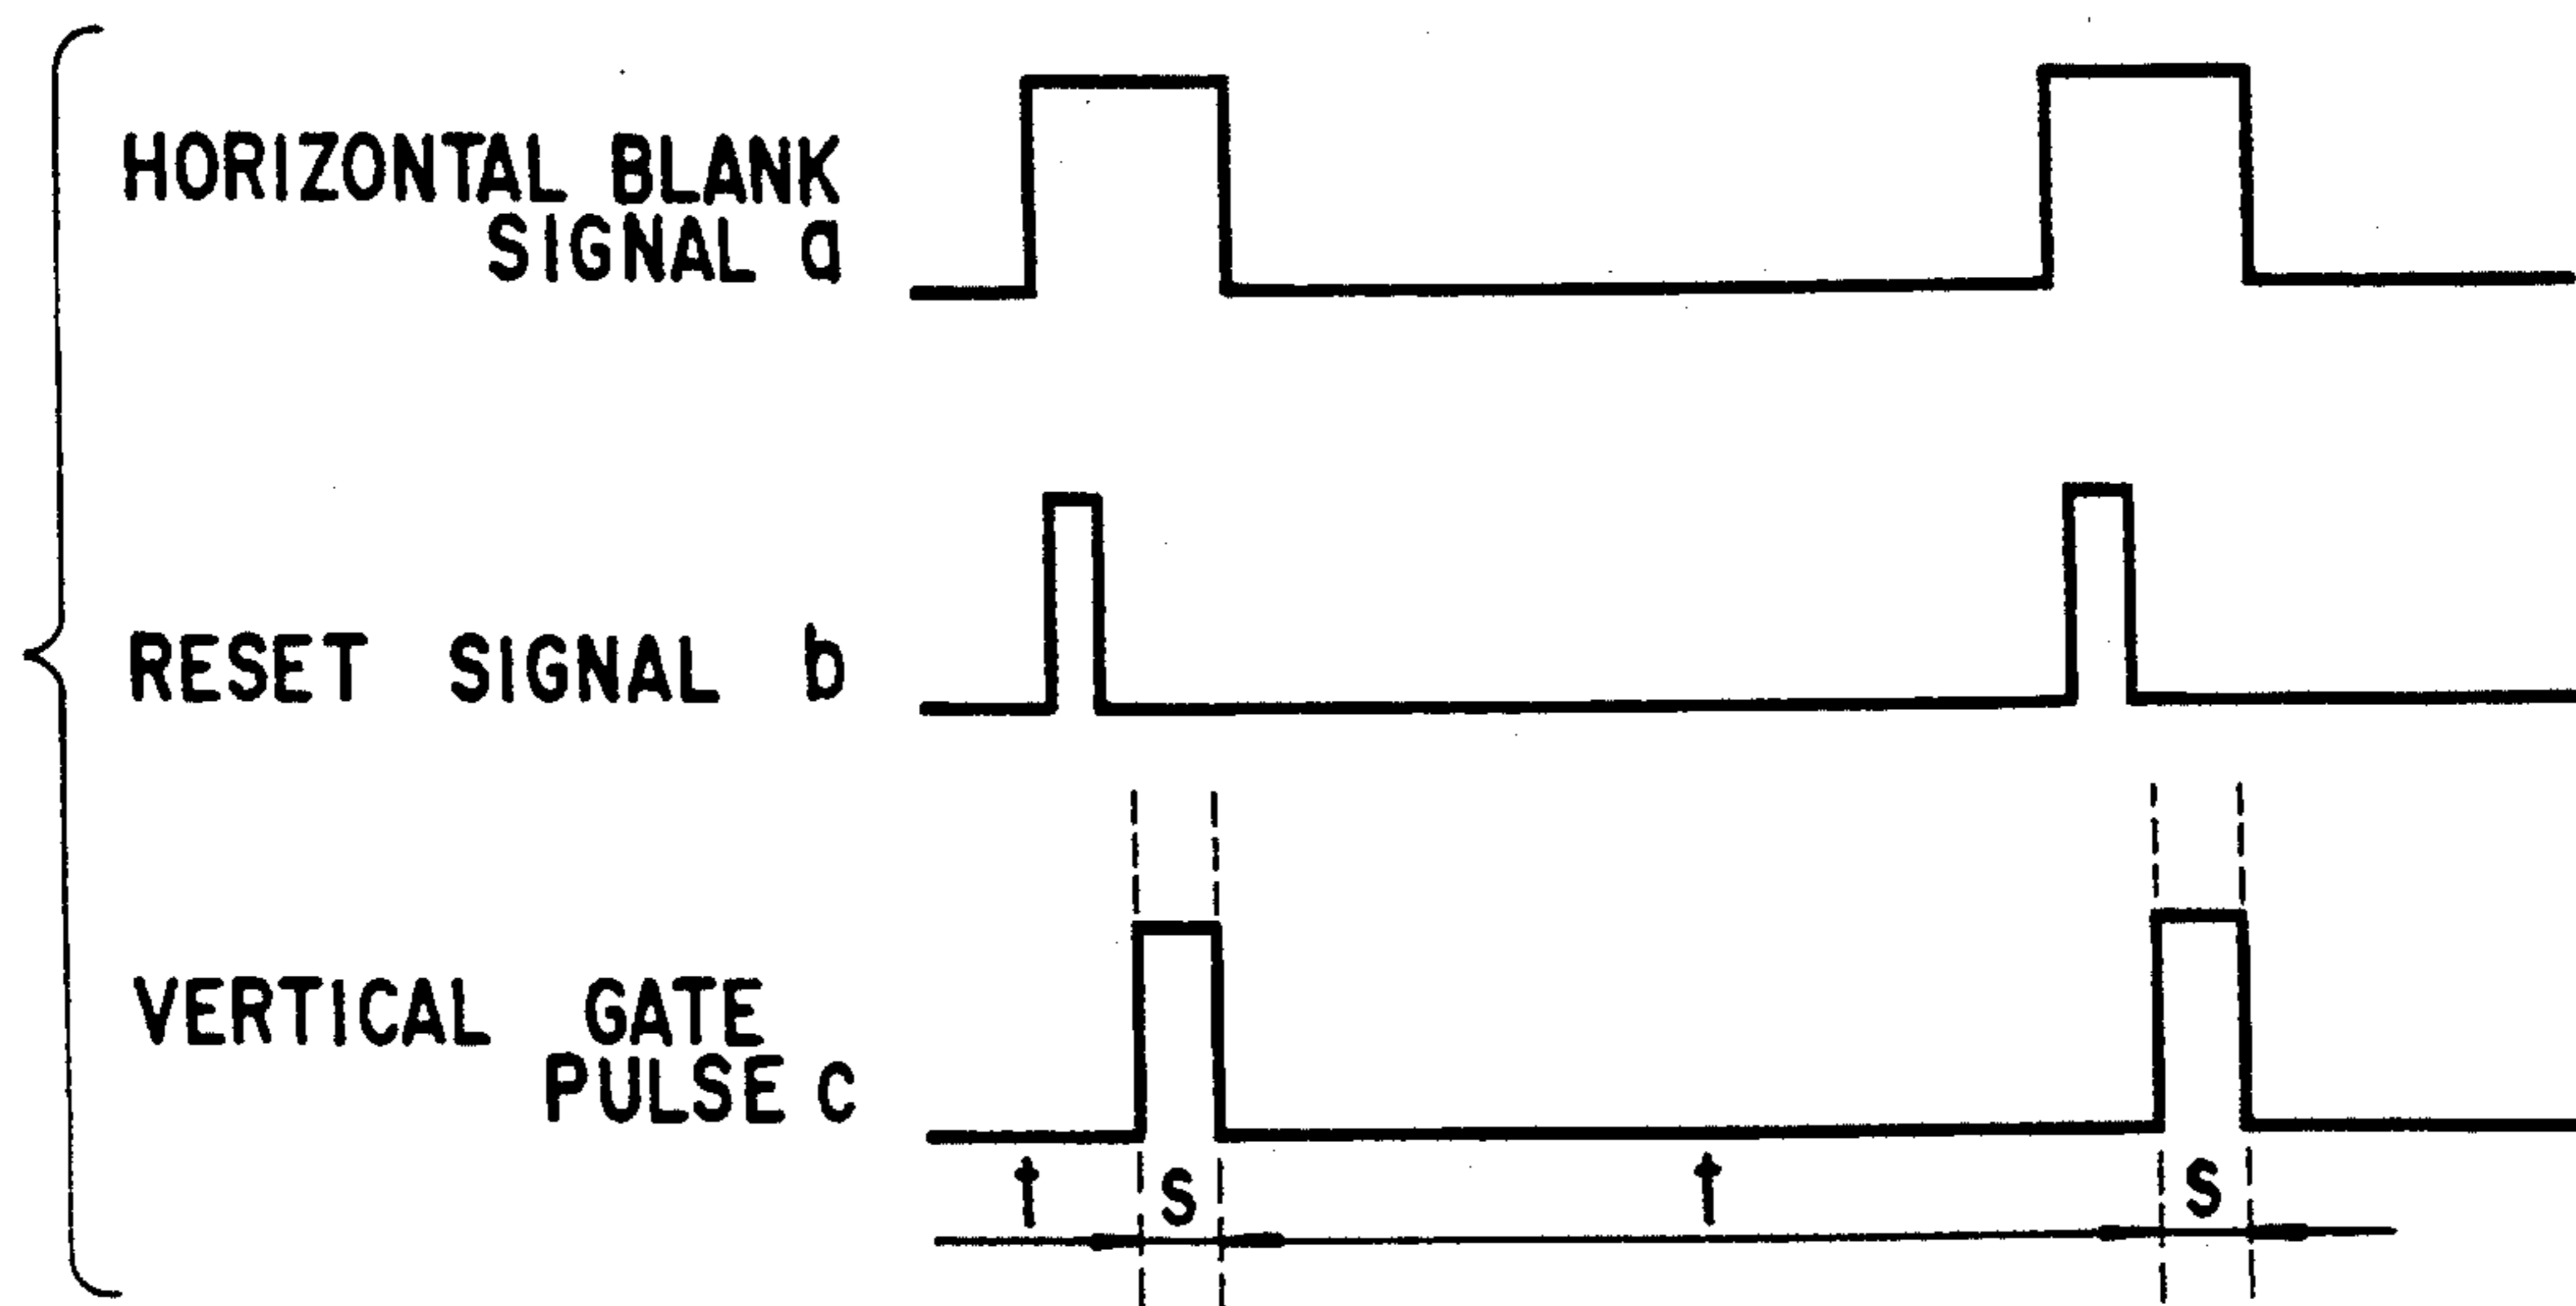 HORIZONTAL BLANK
SIGNAL a
RESET SIGNAL b
VERTICAL GATE
PULSE c
t S t S